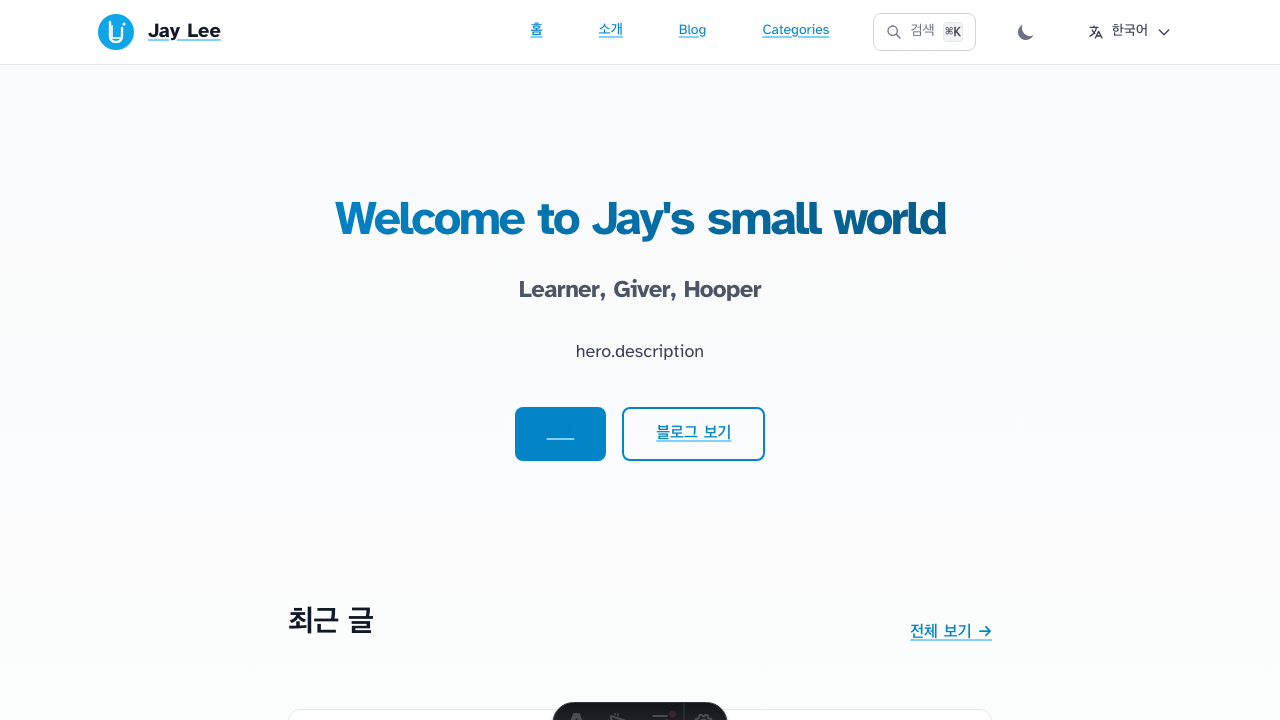 Jay Lee
홈
소개
Blog
Categories
검색
⌘K
한국어
Welcome to Jay's small world
Learner, Giver, Hooper
hero.description
블로그 보기
최근 글
전체 보기 →